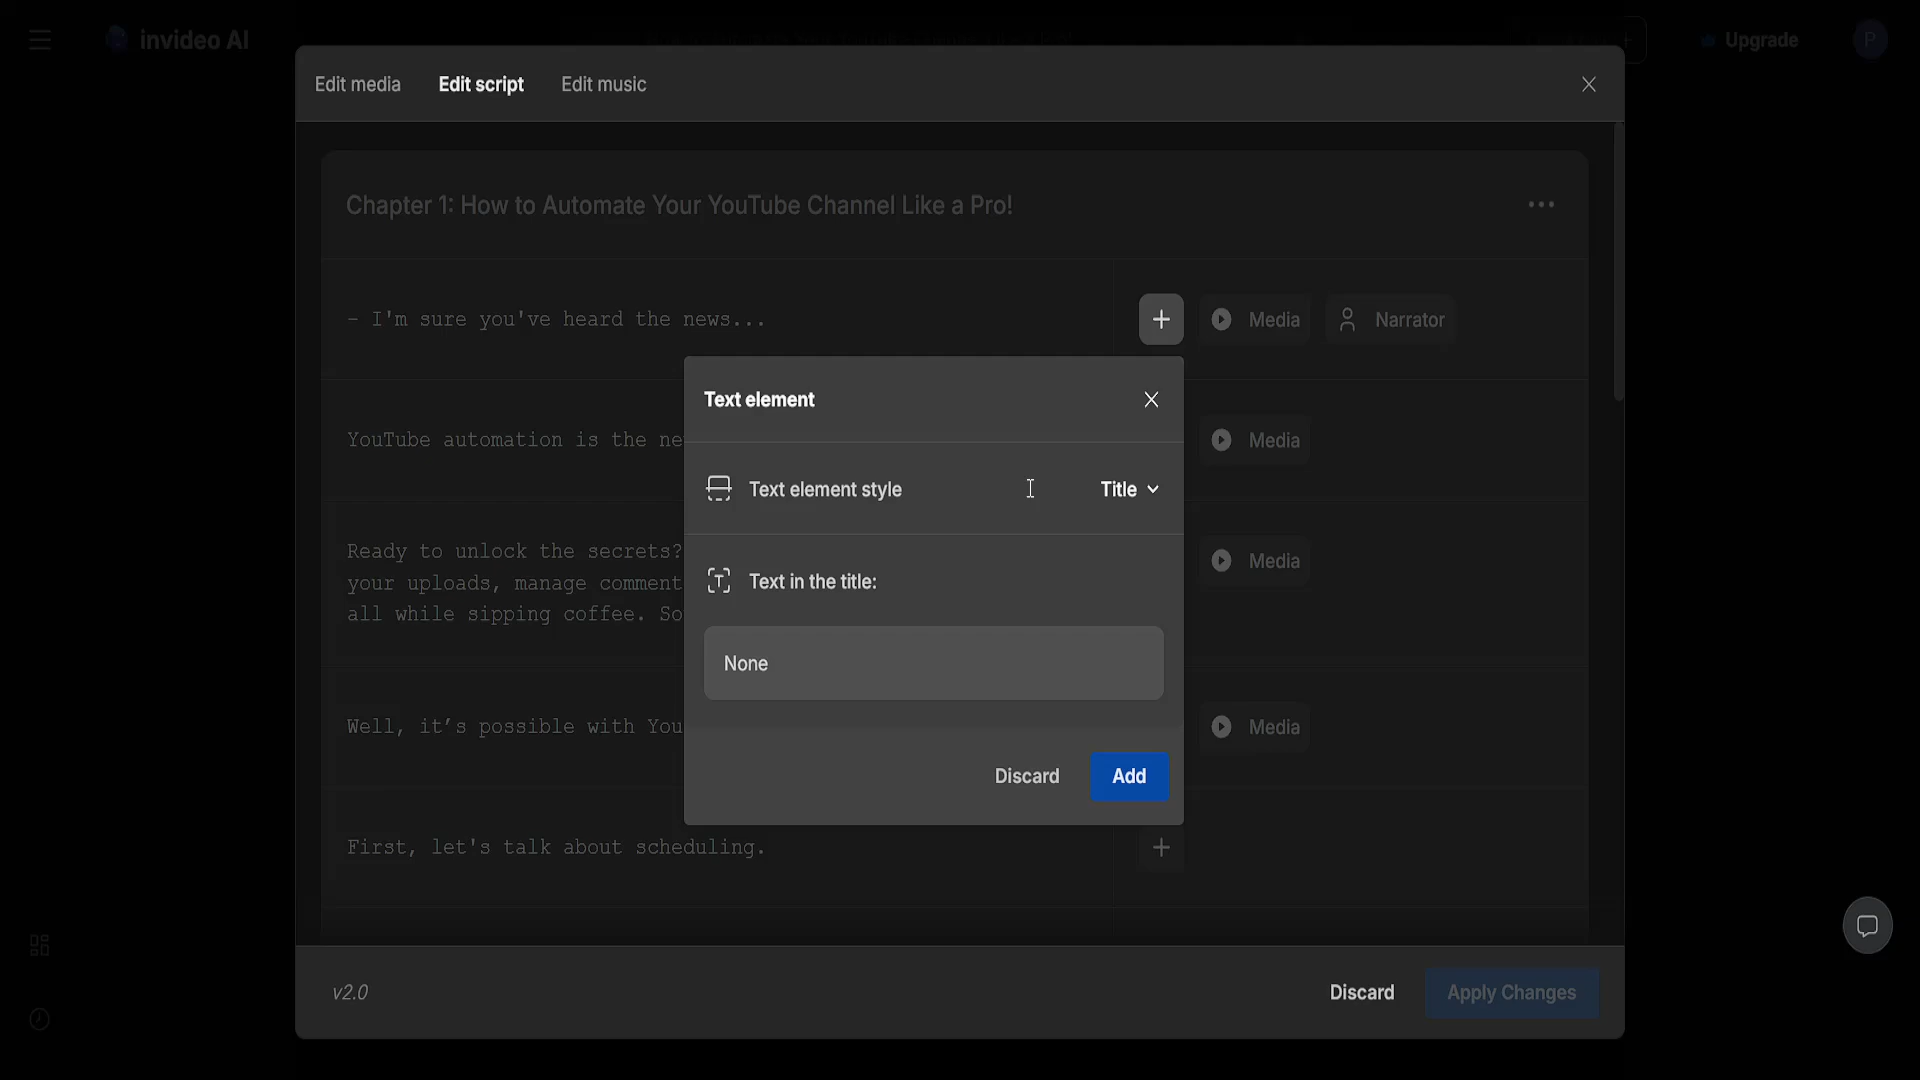 invideo AI
Upgrade
P
Edit media
Edit script
Edit music
Chapter 1: How to Automate Your YouTube Channel Like a Pro!
- I'm sure you've heard the news...
Media
Narrator
Text element
YouTube automation is the ne
Media
Text element style
Title
Ready to unlock the secrets?
your uploads, manage comment
all while sipping coffee. So
Media
Text in the title:
None
Well, it's possible with You
Media
Discard
Add
First, let's talk about scheduling.
v2.0
Discard
Apply Changes